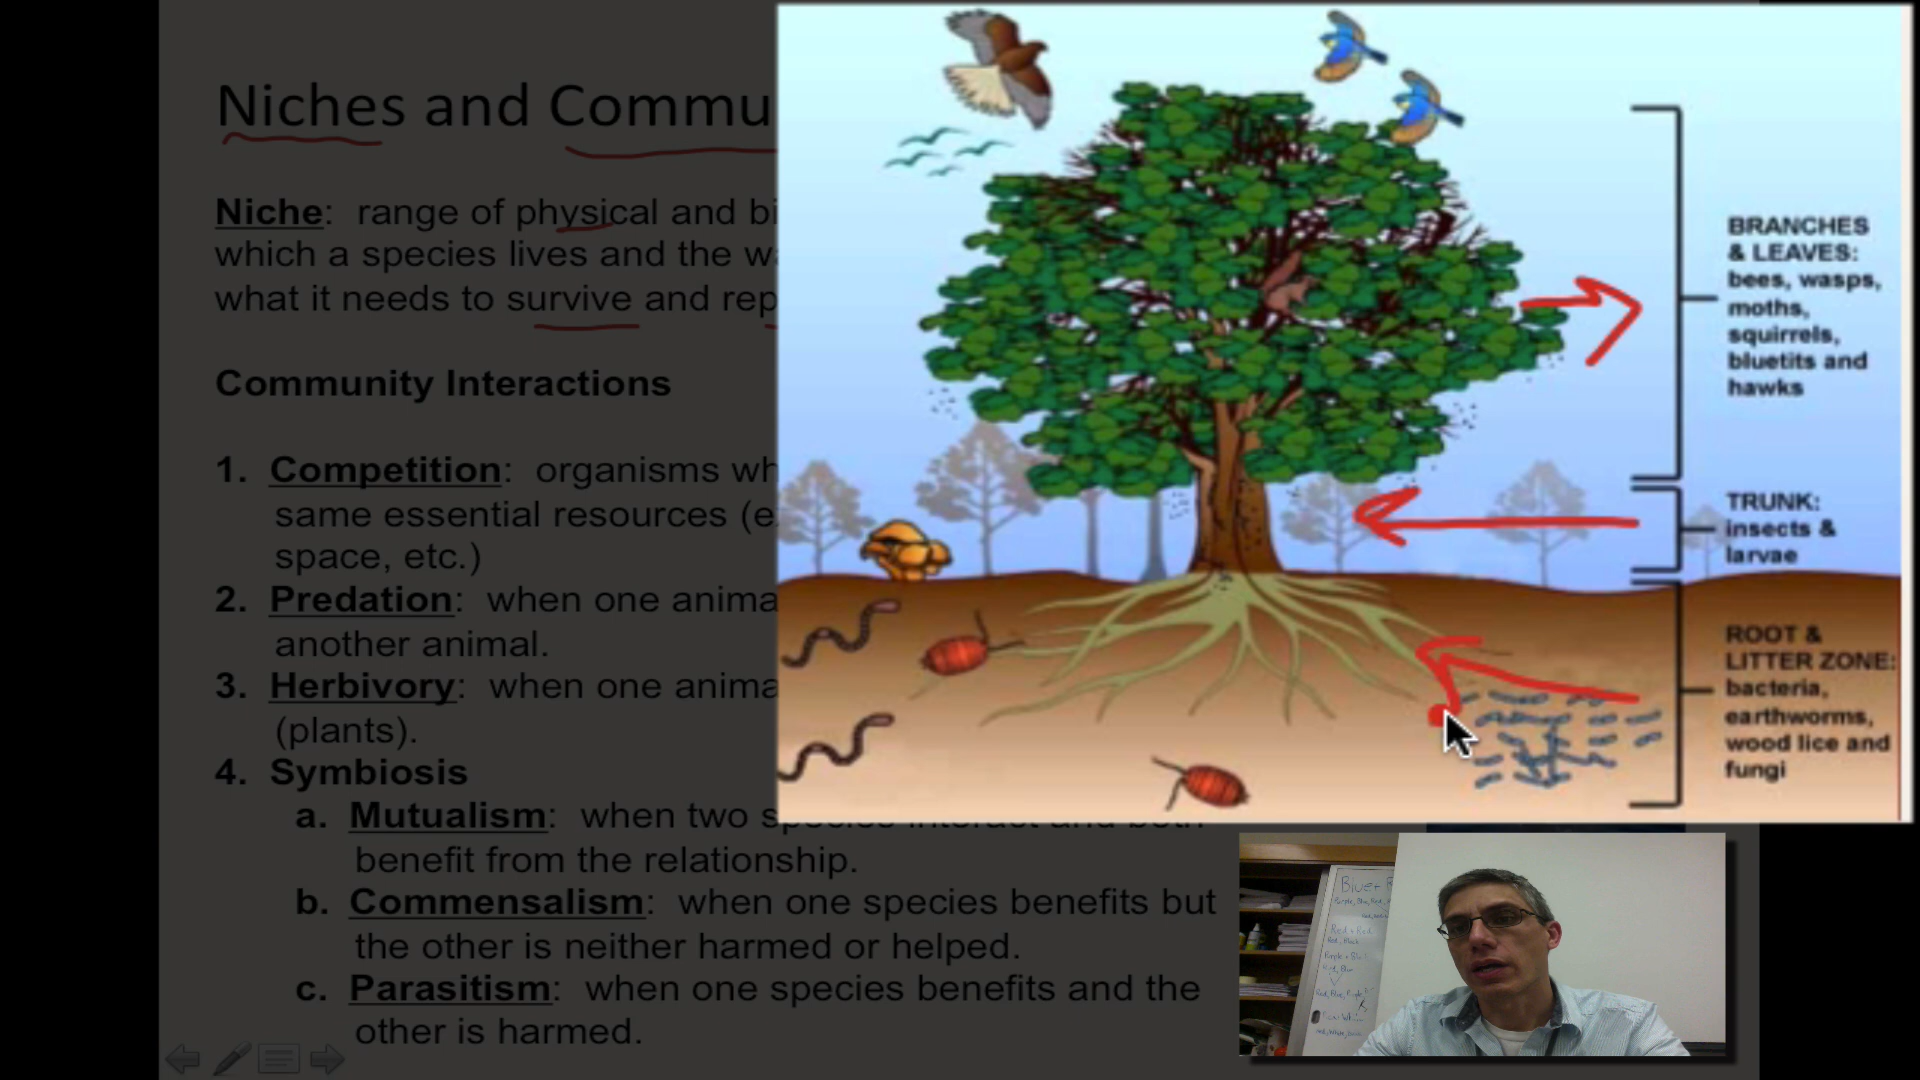 Niches and Commu
Niche: range of physical and bi
which a species lives and the w
what it needs to survive and rep
Community Interactions
1. Competition: organisms wh
same essential resources (e
space, etc.)
2. Predation: when one anima
another animal.
3. Herbivory: when one anima
(plants).
4. Symbiosis
a. Mutualism: when two species interact and both
benefit from the relationship.
b. Commensalism: when one species benefits but
the other is neither harmed or helped.
c. Parasitism: when one species benefits and the
other is harmed.
BRANCHES
& LEAVES:
bees, wasps,
moths,
squirrels,
bluetits and
hawks
TRUNK:
insects &
larvae
ROOT &
LITTER ZONE:
bacteria,
earthworms,
wood lice and
fungi